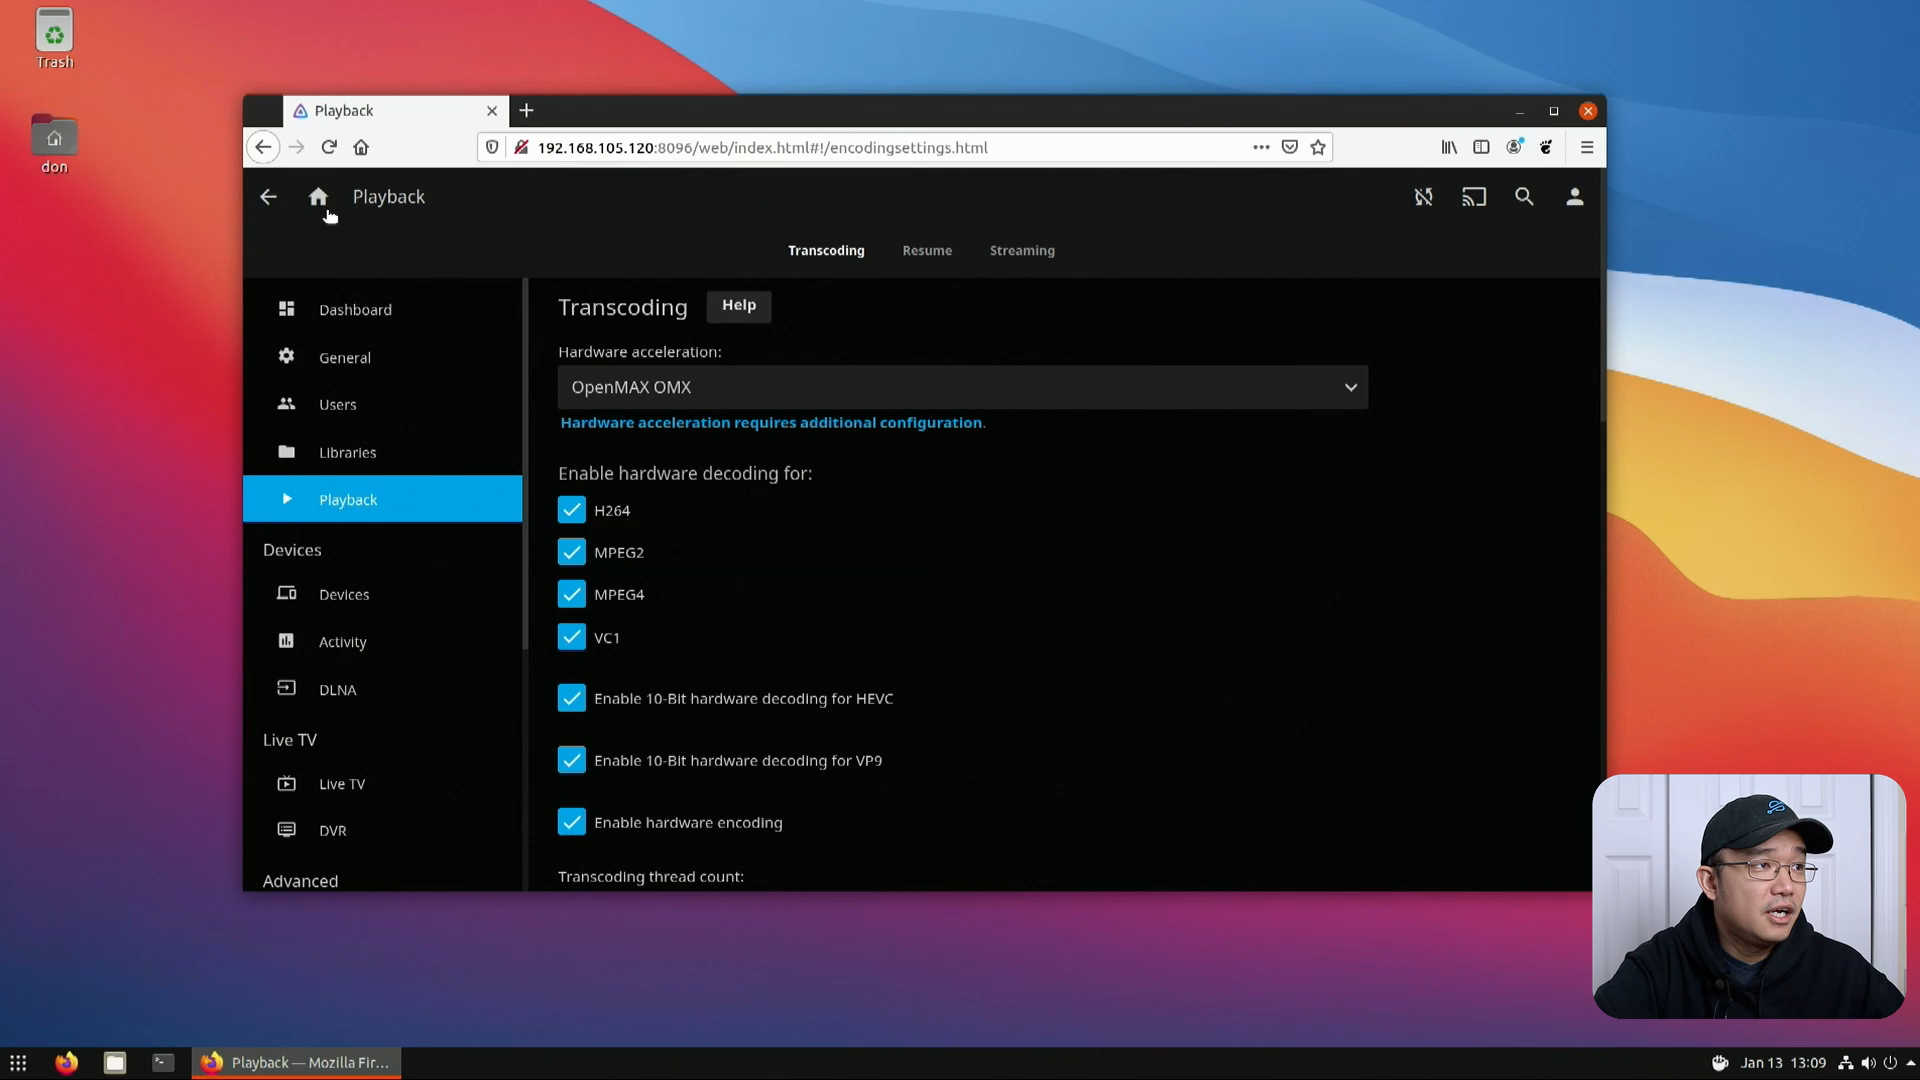 Trash
don
Playback
192.168.105.120:8096/web/index.html#!/encodingsettings.html
Playback
Transcoding
Resume
Streaming
Dashboard
General
Users
Libraries
Playback
Devices
Devices
Activity
DLNA
Live TV
Live TV
DVR
Advanced
Transcoding
Help
Hardware acceleration:
OpenMAX OMX
Hardware acceleration requires additional configuration.
Enable hardware decoding for:
H264
MPEG2
MPEG4
VC1
Enable 10-Bit hardware decoding for HEVC
Enable 10-Bit hardware decoding for VP9
Enable hardware encoding
Transcoding thread count:
Playback — Mozilla Fir...
Jan 13 13:09